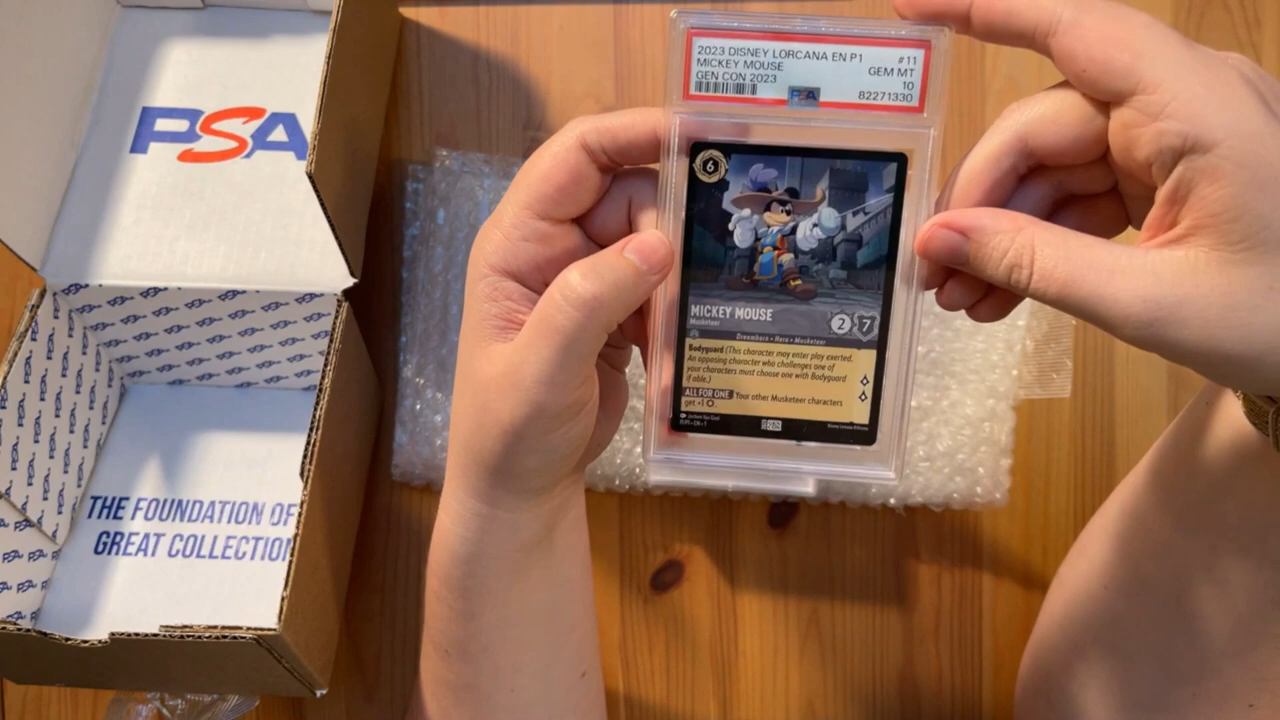 PSA
THE FOUNDATION OF
GREAT COLLECTION
2023 DISNEY LORCANA EN P1 #11
MICKEY MOUSE GEM MT
GEN CON 2023 10
PSA 82271330
6
MICKEY MOUSE
Musketeer
2 7
Dreamborn • Hero • Musketeer
Bodyguard (This character may enter play exerted.
An opposing character who challenges one of
your characters must choose one with Bodyguard
if able.)
ALL FOR ONE Your other Musketeer characters
get +1